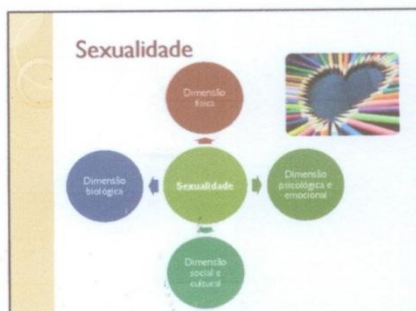 Sexualidade
Dimensão
física
Dimensão
biológica
Sexualidade
Dimensão
psicológica e
emocional
Dimensão
social e
cultural